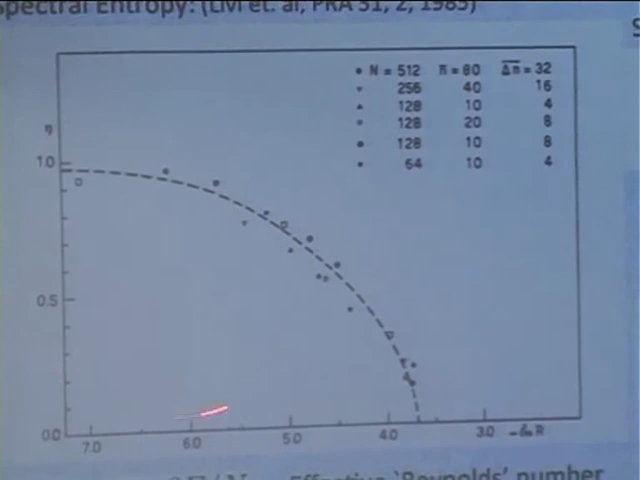 Spectral Entropy: (Livi et. al, PRA 31, 2, 1985)
N = 512 n̄ = 80 Δn = 32
256 40 16
128 10 4
128 20 8
128 10 8
64 10 4
η
1.0
0.5
0.0
7.0 6.0 5.0 4.0 3.0 -ln R
Effective 'Reynolds' number